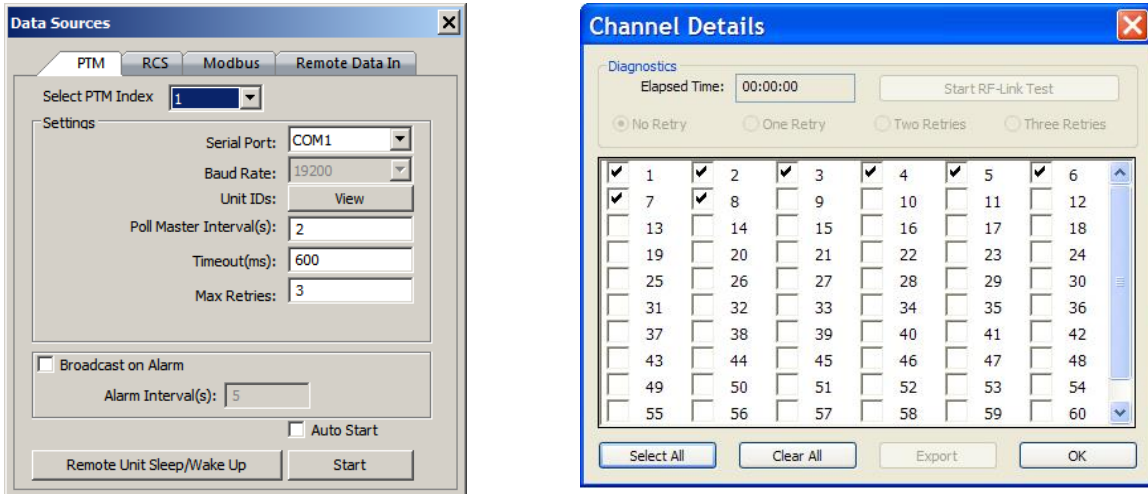 Data Sources
PTM RCS Modbus Remote Data In
Select PTM Index 1
Settings
Serial Port: COM1
Baud Rate: 19200
Unit IDs: View
Poll Master Interval(s): 2
Timeout(ms): 600
Max Retries: 3
Broadcast on Alarm
Alarm Interval(s): 5
Auto Start
Remote Unit Sleep/Wake Up Start
Channel Details
Diagnostics
Elapsed Time: 00:00:00 Start RF-Link Test
No Retry One Retry Two Retries Three Retries
1 2 3 4 5 6
7 8 9 10 11 12
13 14 15 16 17 18
19 20 21 22 23 24
25 26 27 28 29 30
31 32 33 34 35 36
37 38 39 40 41 42
43 44 45 46 47 48
49 50 51 52 53 54
55 56 57 58 59 60
Select All Clear All Export OK